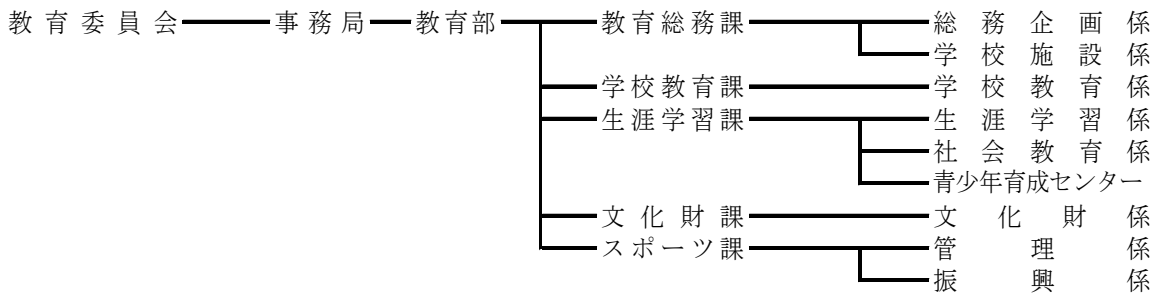 教育委員会 事務局 教育部 教育総務課 総務企画係
学校施設係
学校教育課 学校教育係
生涯学習課 生涯学習係
社会教育係
青少年育成センター
文化財課 文化財係
スポーツ課 管理係
振興係